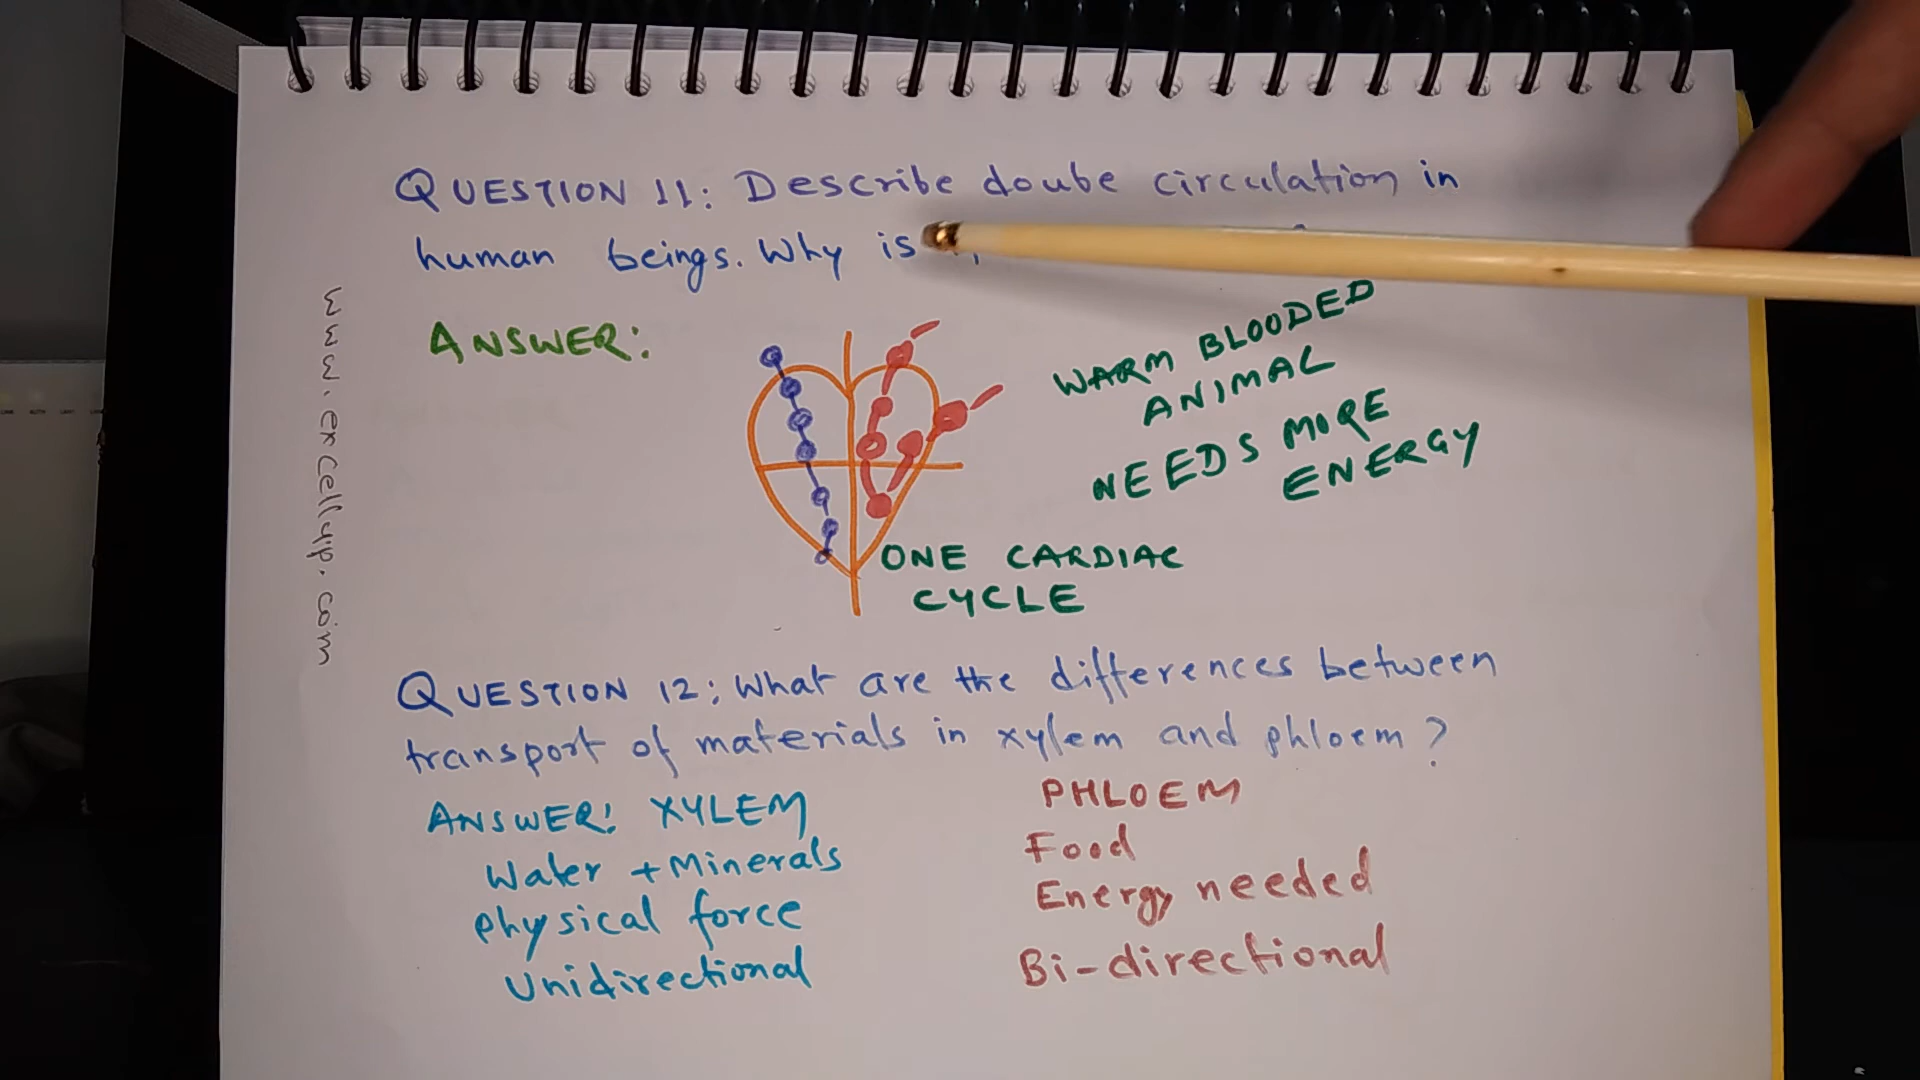 QUESTION 11: Describe doube circulation in
human beings. Why is
ANSWER:
WARM BLOODED
ANIMAL
NEEDS MORE
ENERGY
ONE CARDIAC
CYCLE
www.excellup.com
QUESTION 12: What are the differences between
transport of materials in xylem and phloem?
ANSWER: XYLEM
Water + Minerals
Physical force
Unidirectional
PHLOEM
Food
Energy needed
Bi-directional